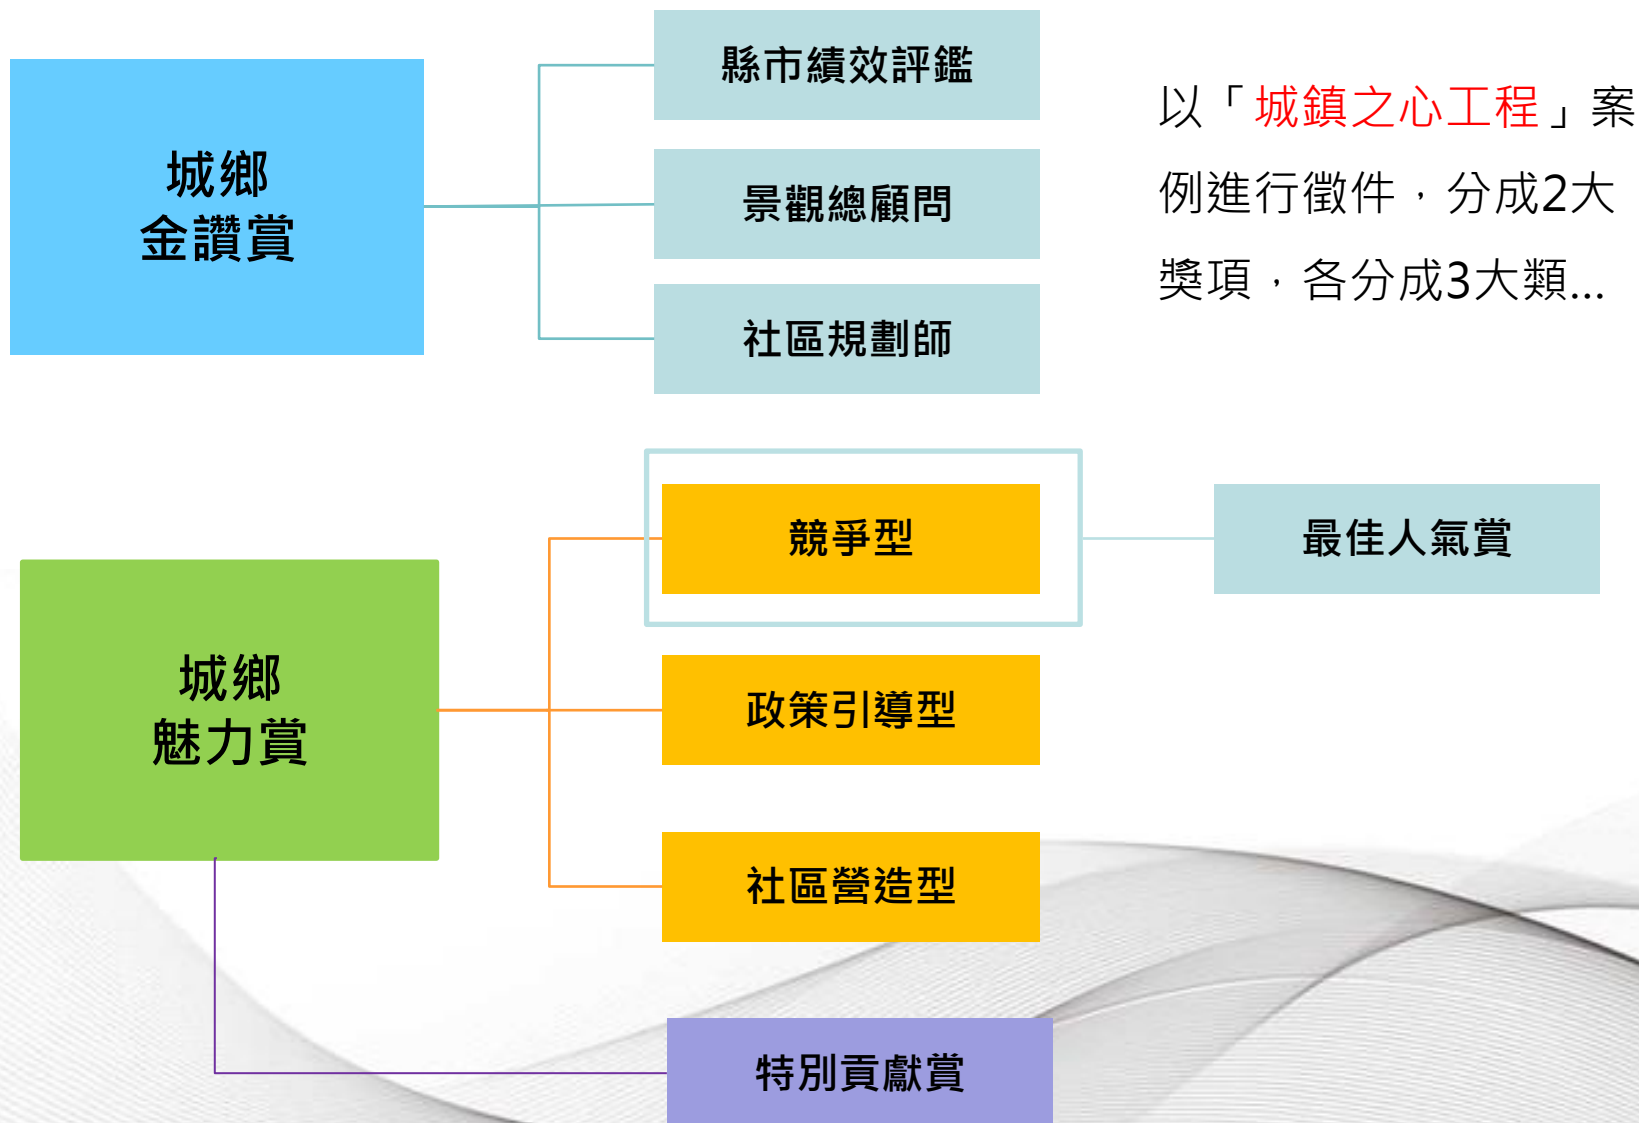 城鄉
金讚賞
縣市績效評鑑
景觀總顧問
社區規劃師
以「城鎮之心工程」案
例進行徵件，分成2大
獎項，各分成3大類...
城鄉
魅力賞
競爭型
最佳人氣賞
政策引導型
社區營造型
特別貢獻賞